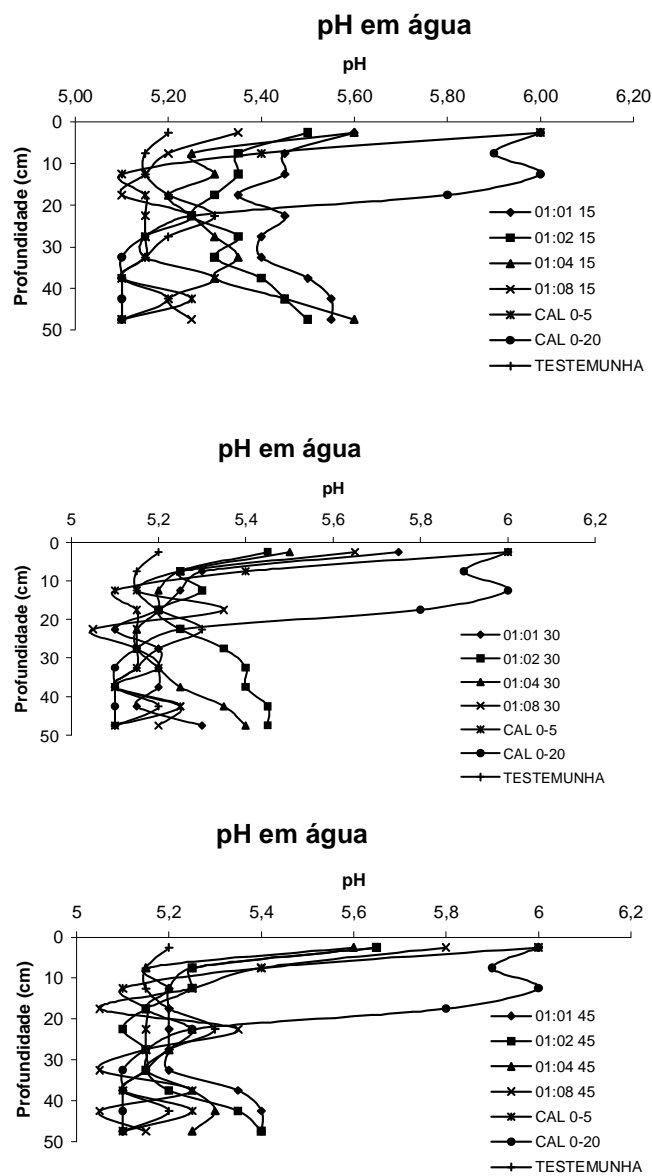 pH em água
pH
5,00 5,20 5,40 5,60 5,80 6,00 6,20
0
10
20
30
40
50
Profundidade (cm)
01:01 15
01:02 15
01:04 15
01:08 15
CAL 0-5
CAL 0-20
TESTEMUNHA
pH em água
pH
5 5,2 5,4 5,6 5,8 6 6,2
0
10
20
30
40
50
Profundidade (cm)
01:01 30
01:02 30
01:04 30
01:08 30
CAL 0-5
CAL 0-20
TESTEMUNHA
pH em água
pH
5 5,2 5,4 5,6 5,8 6 6,2
0
10
20
30
40
50
Profundidade (cm)
01:01 45
01:02 45
01:04 45
01:08 45
CAL 0-5
CAL 0-20
TESTEMUNHA